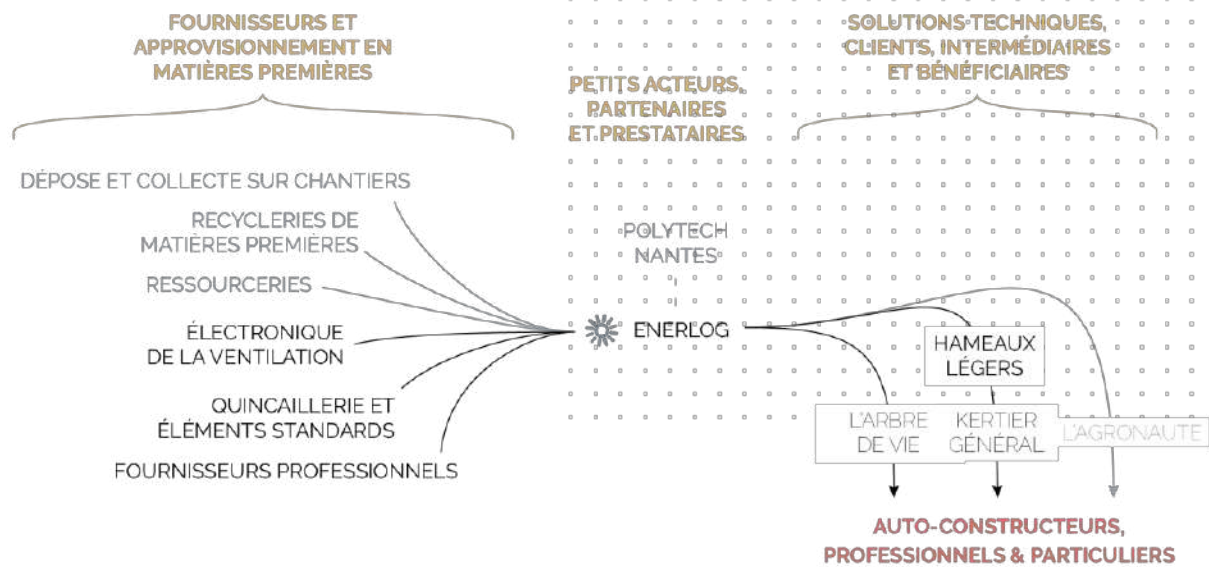 FOURNISSEURS ET
APPROVISIONNEMENT EN
MATIÈRES PREMIÈRES
PETITS ACTEURS,
PARTENAIRES
ET PRESTATAIRES
SOLUTIONS TECHNIQUES,
CLIENTS, INTERMÉDIAIRES
ET BÉNÉFICIAIRES
DÉPOSE ET COLLECTE SUR CHANTIERS
RECYCLERIES DE
MATIÈRES PREMIÈRES
RESSOURCERIES
ÉLECTRONIQUE
DE LA VENTILATION
QUINCAILLERIE ET
ÉLÉMENTS STANDARDS
FOURNISSEURS PROFESSIONNELS
POLYTECH
NANTES
ENERLOG
HAMEAUX
LÉGERS
L'ARBRE
DE VIE
KERTIER
GÉNÉRAL
L'AGRONAUTE
AUTO-CONSTRUCTEURS,
PROFESSIONNELS & PARTICULIERS